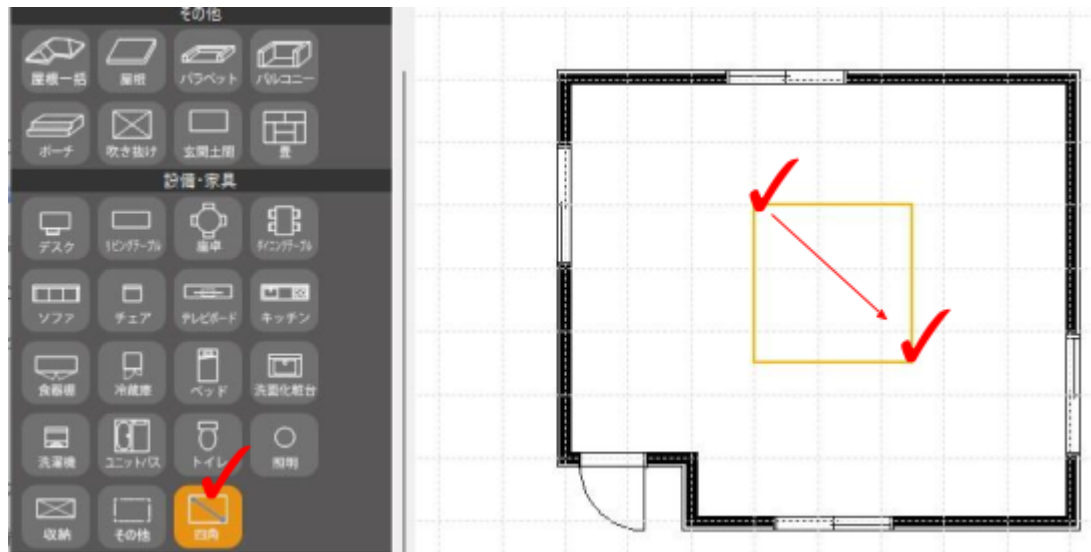 その他
屋根一括 屋根 パラペット バルコニー
ポーチ 吹き抜け 玄関土間 畳
設備・家具
デスク リビングテーブル 座卓 ダイニングテーブル
ソファ チェア テレビボード キッチン
食器棚 冷蔵庫 ベッド 洗面化粧台
洗濯機 ユニットバス トイレ 照明
収納 その他 四角